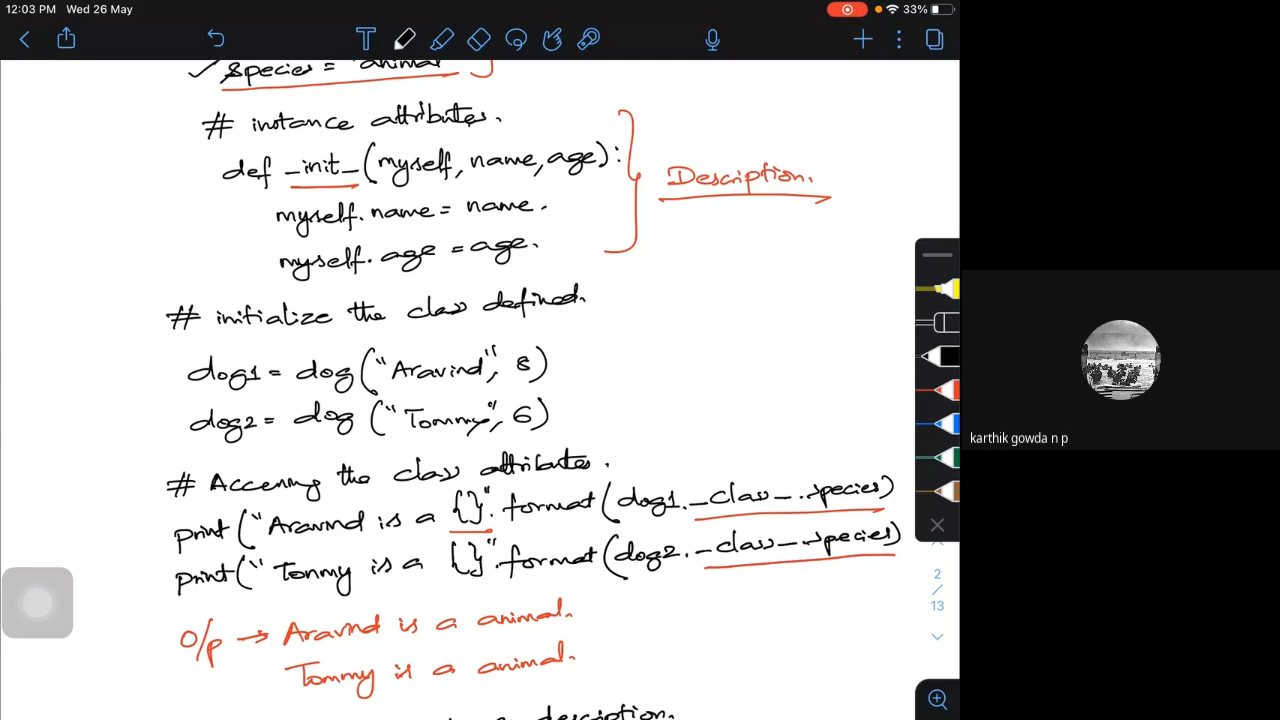 12:03 PM Wed 26 May
33%
species = "animal"
# instance attributes.
def _init_(myself, name, age):
myself.name = name.
myself.age = age.
Description.
# initialize the class defined.
dog1 = dog("Aravind", 8)
dog2 = dog ("Tommy", 6)
# Accessing the class attributes.
print("Aravind is a {}".format(dog1._class_.species)
print(" Tommy is a {}".format(dog2._class_.species)
O/p → Aravind is a animal.
Tommy is a animal.
description.
2
/
13
karthik gowda n p